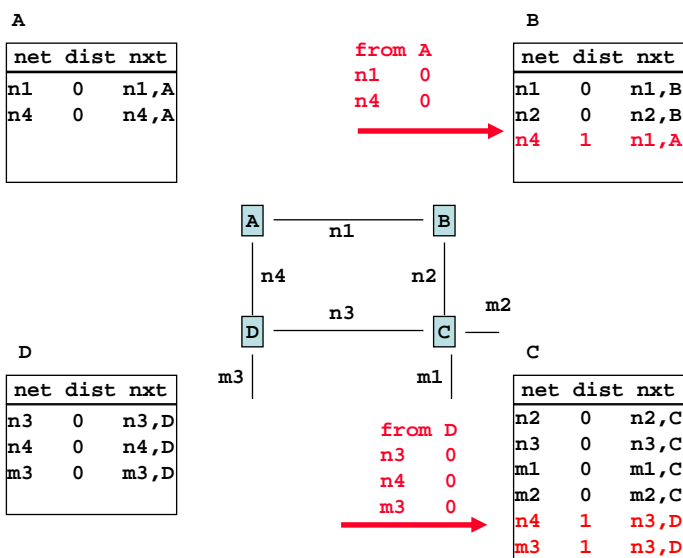 A
net dist nxt
n1 0 n1,A
n4 0 n4,A
from A
n1 0
n4 0
B
net dist nxt
n1 0 n1,B
n2 0 n2,B
n4 1 n1,A
A
B
n1
n4
n2
n3
m2
D
C
m3
m1
D
net dist nxt
n3 0 n3,D
n4 0 n4,D
m3 0 m3,D
from D
n3 0
n4 0
m3 0
C
net dist nxt
n2 0 n2,C
n3 0 n3,C
m1 0 m1,C
m2 0 m2,C
n4 1 n3,D
m3 1 n3,D